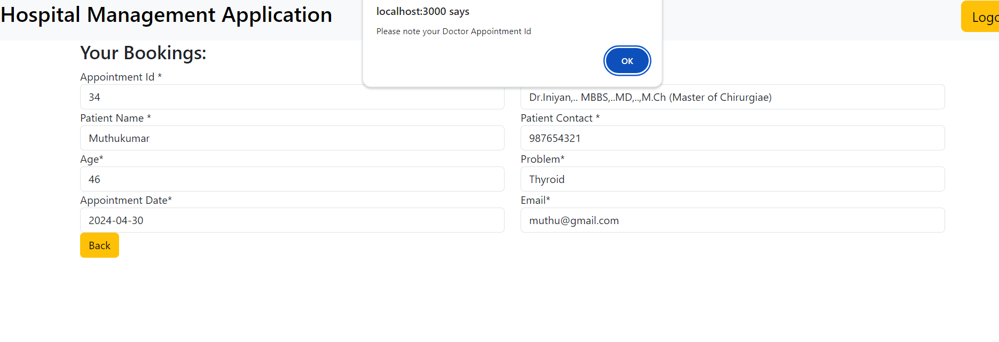 Hospital Management Application
localhost:3000 says
Please note your Doctor Appointment Id
OK
Your Bookings:
Appointment Id *
34
Dr.Iniyan,.. MBBS,..MD,..,M.Ch (Master of Chirurgiae)
Patient Name *
Patient Contact *
Muthukumar
987654321
Age*
Problem*
46
Thyroid
Appointment Date*
Email*
2024-04-30
muthu@gmail.com
Back